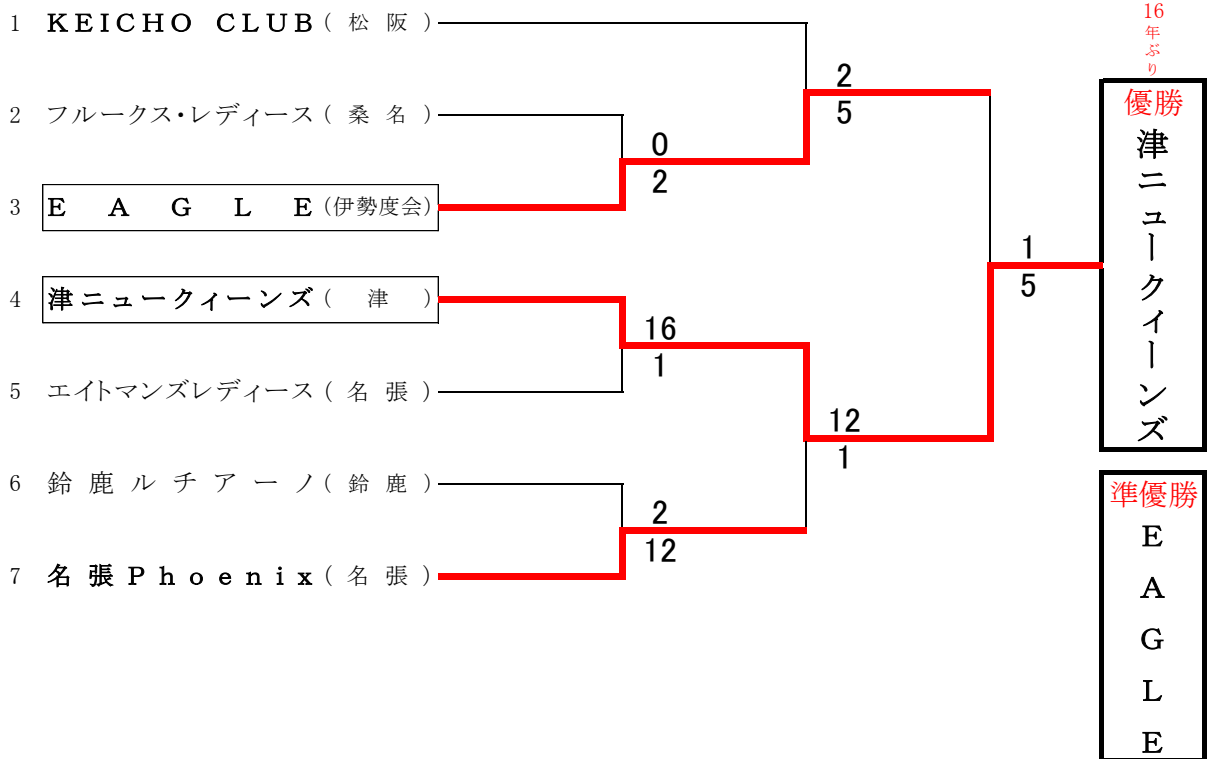 1 KEICHO CLUB(松阪)
2 フルークス・レディース(桑名)
3 EAGLE(伊勢度会)
4 津ニュークィーンズ(津)
5 エイトマンズレディース(名張)
6 鈴鹿ルチアーノ(鈴鹿)
7 名張Phoenix(名張)
0
2
16
1
2
12
2
5
12
1
1
5
16年ぶり
優勝
津ニュークイーンズ
準優勝
EAGLE